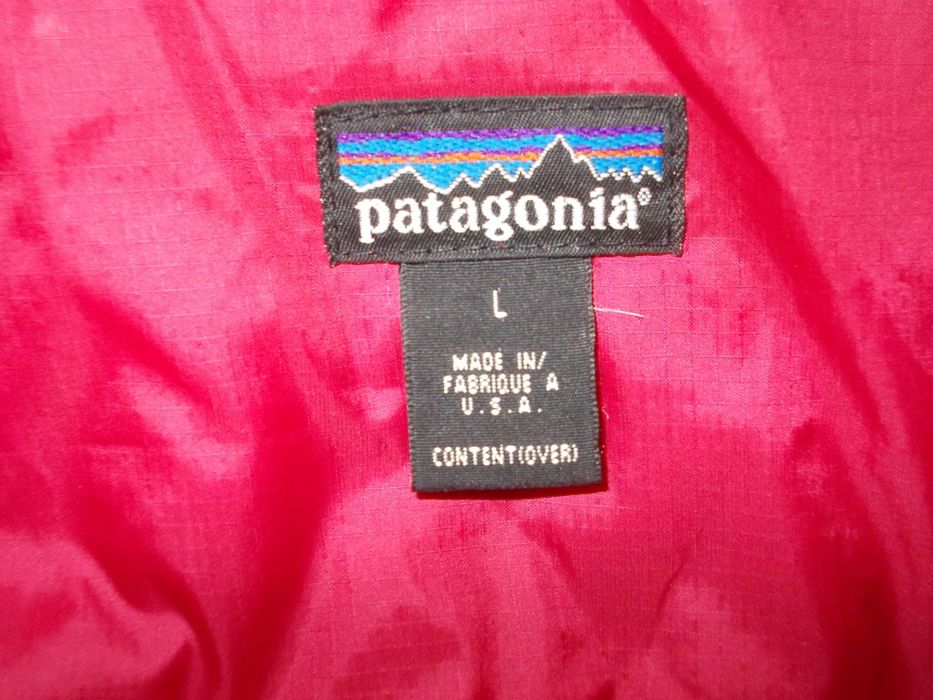 patagonia®
L
MADE IN/
FABRIQUE A
U.S.A.
CONTENT(OVER)